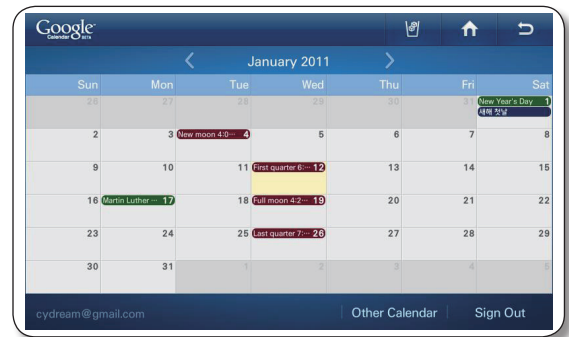 Google
Calendar BETA
January 2011
Sun Mon Tue Wed Thu Fri Sat
26 27 28 29 30 31 New Year's Day 1
새해 첫날
2 3 New moon 4:0··· 4 5 6 7 8
9 10 11 First quarter 6:··· 12 13 14 15
16 Martin Luther ··· 17 18 Full moon 4:2··· 19 20 21 22
23 24 25 Last quarter 7:··· 26 27 28 29
30 31 1 2 3 4 5
cydream@gmail.com Other Calendar Sign Out